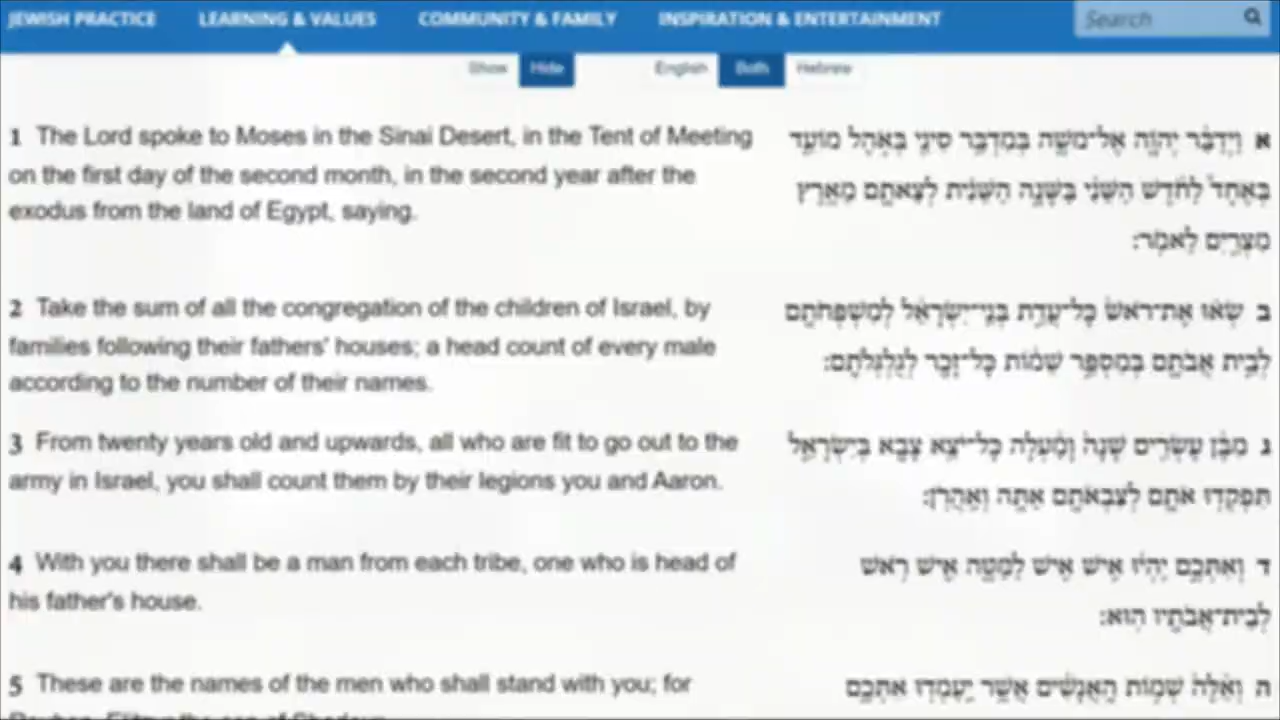 JEWISH PRACTICE LEARNING & VALUES COMMUNITY & FAMILY INSPIRATION & ENTERTAINMENT Search
Show Hide English Both Hebrew
1 The Lord spoke to Moses in the Sinai Desert, in the Tent of Meeting
on the first day of the second month, in the second year after the
exodus from the land of Egypt, saying.
א וַיְדַבֵּ֨ר יְהֹוָ֧ה אֶל־משֶׁ֛ה בְּמִדְבַּ֥ר סִינַ֖י בְּאֹ֣הֶל מוֹעֵ֑ד
בְּאֶחָד֩ לַחֹ֨דֶשׁ הַשֵּׁנִ֜י בַּשָּׁנָ֣ה הַשֵּׁנִ֗ית לְצֵאתָ֛ם מֵאֶ֥רֶץ
מִצְרַ֖יִם לֵאמֹֽר:
2 Take the sum of all the congregation of the children of Israel, by
families following their fathers' houses; a head count of every male
according to the number of their names.
ב שְׂא֗וּ אֶת־רֹאשׁ֙ כָּל־עֲדַ֣ת בְּנֵֽי־יִשְׂרָאֵ֔ל לְמִשְׁפְּחֹתָ֖ם
לְבֵ֣ית אֲבֹתָ֑ם בְּמִסְפַּ֣ר שֵׁמ֔וֹת כָּל־זָכָ֖ר לְגֻלְגְּלֹתָֽם:
3 From twenty years old and upwards, all who are fit to go out to the
army in Israel, you shall count them by their legions you and Aaron.
ג מִבֶּ֨ן עֶשְׂרִ֤ים שָׁנָה֙ וָמַ֔עְלָה כָּל־יֹצֵ֥א צָבָ֖א בְּיִשְׂרָאֵ֑ל
תִּפְקְד֥וּ אֹתָ֛ם לְצִבְאֹתָ֖ם אַתָּ֥ה וְאַהֲרֹֽן:
4 With you there shall be a man from each tribe, one who is head of
his father's house.
ד וְאִתְּכֶ֣ם יִהְי֔וּ אִ֥ישׁ אִ֖ישׁ לַמַּטֶּ֑ה אִ֛ישׁ רֹ֥אשׁ
לְבֵית־אֲבֹתָ֖יו הֽוּא:
5 These are the names of the men who shall stand with you; for
ה וְאֵ֨לֶּה֙ שְׁמ֣וֹת הָֽאֲנָשִׁ֔ים אֲשֶׁ֥ר יַֽעַמְד֖וּ אִתְּכֶ֑ם